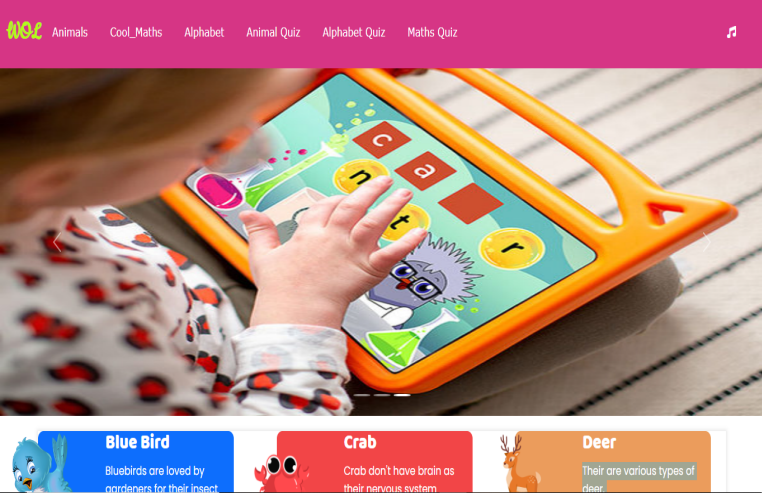 WOL Animals Cool_Maths Alphabet Animal Quiz Alphabet Quiz Maths Quiz
c
a
n
t
r
Blue Bird
Bluebirds are loved by
gardeners for their insect
Crab
Crab don't have brain as
their nervous system
Deer
Their are various types of
deer